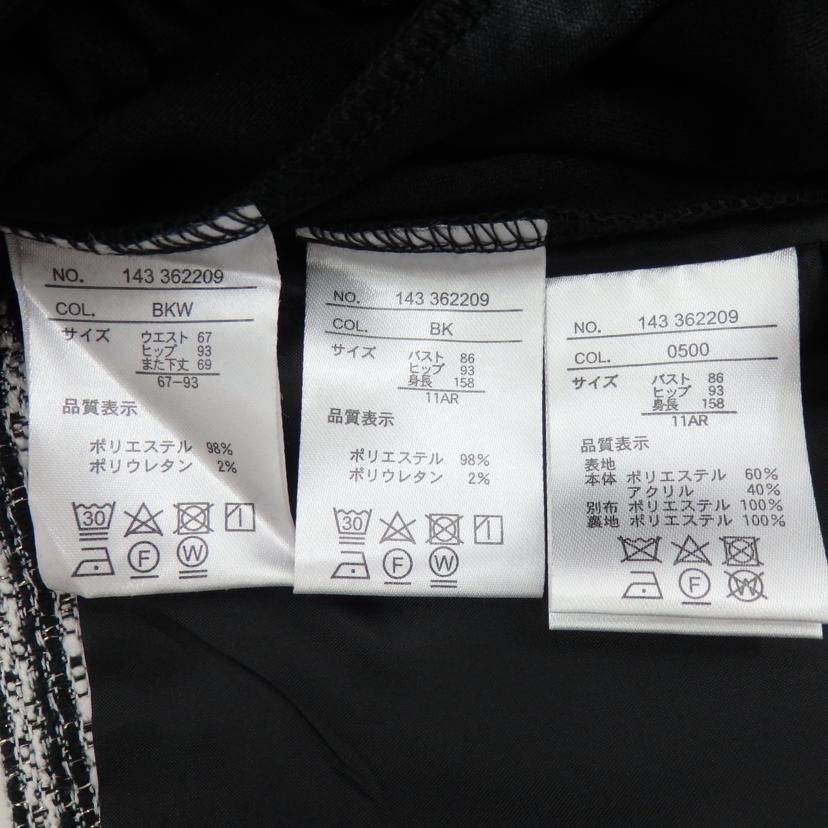 NO. 143 362209
COL. BKW
サイズ ウエスト 67
ヒップ 93
また下丈 69
67-93
品質表示
ポリエステル 98%
ポリウレタン 2%
30
F W
NO. 143 362209
COL. BK
サイズ バスト 86
ヒップ 93
身長 158
11AR
品質表示
ポリエステル 98%
ポリウレタン 2%
30
F W
NO. 143 362209
COL. 0500
サイズ バスト 86
ヒップ 93
身長 158
11AR
品質表示
表地
本体 ポリエステル 60%
アクリル 40%
別布 ポリエステル 100%
裏地 ポリエステル 100%
F W